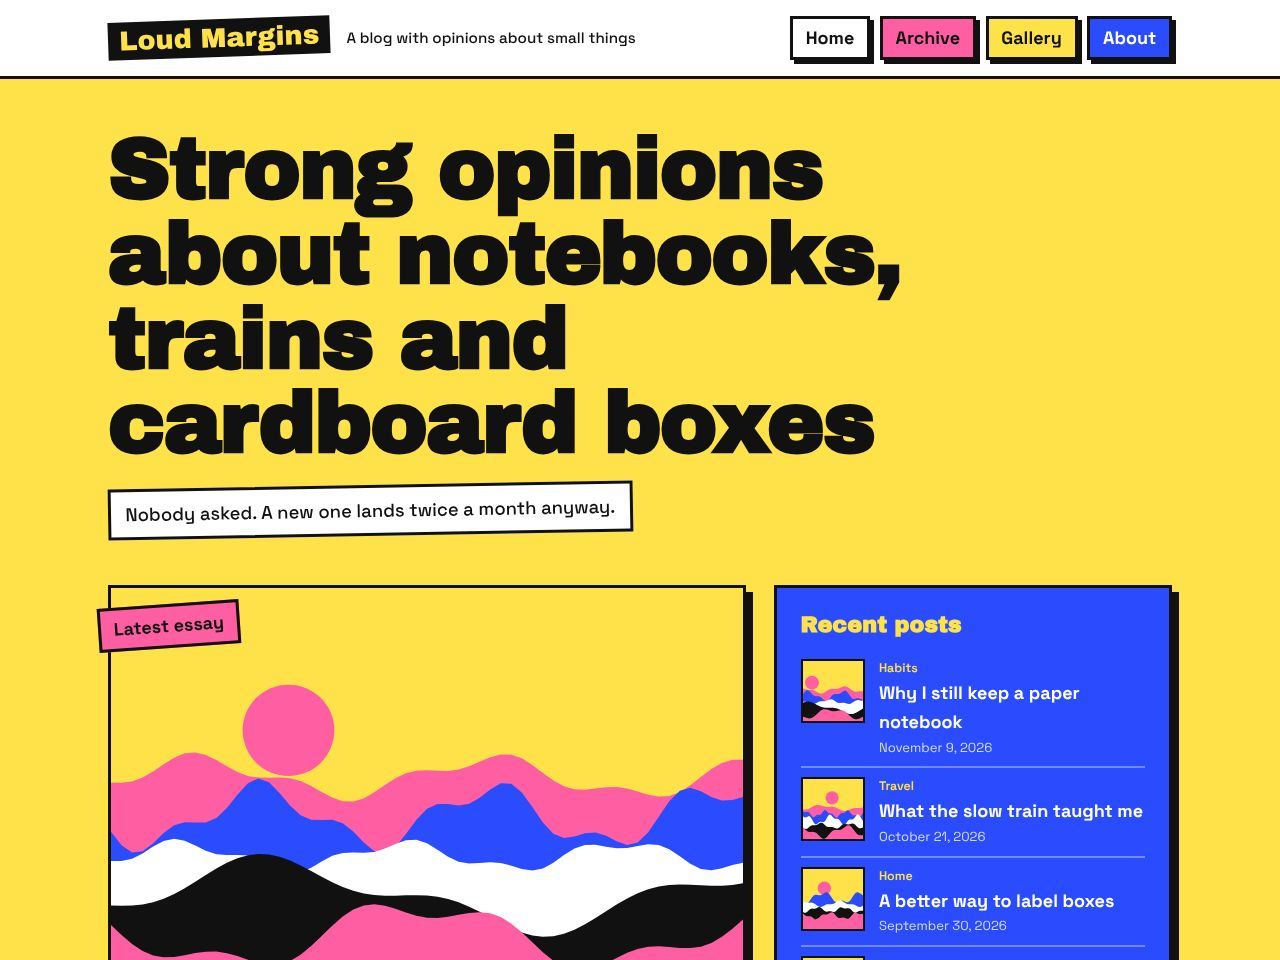 Loud Margins
A blog with opinions about small things
Home
Archive
Gallery
About
Strong opinions
about notebooks,
trains and
cardboard boxes
Nobody asked. A new one lands twice a month anyway.
Latest essay
Recent posts
Habits
Why I still keep a paper
notebook
November 9, 2026
Travel
What the slow train taught me
October 21, 2026
Home
A better way to label boxes
September 30, 2026